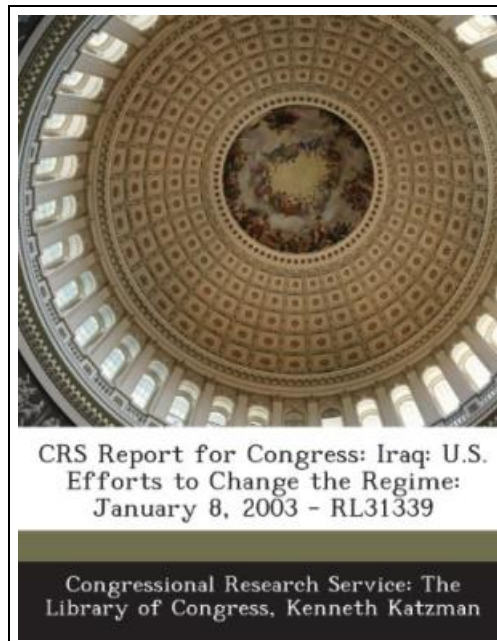 CRS Report for Congress: Iraq: U.S.
Efforts to Change the Regime:
January 8, 2003 - RL31339
Congressional Research Service: The
Library of Congress, Kenneth Katzman